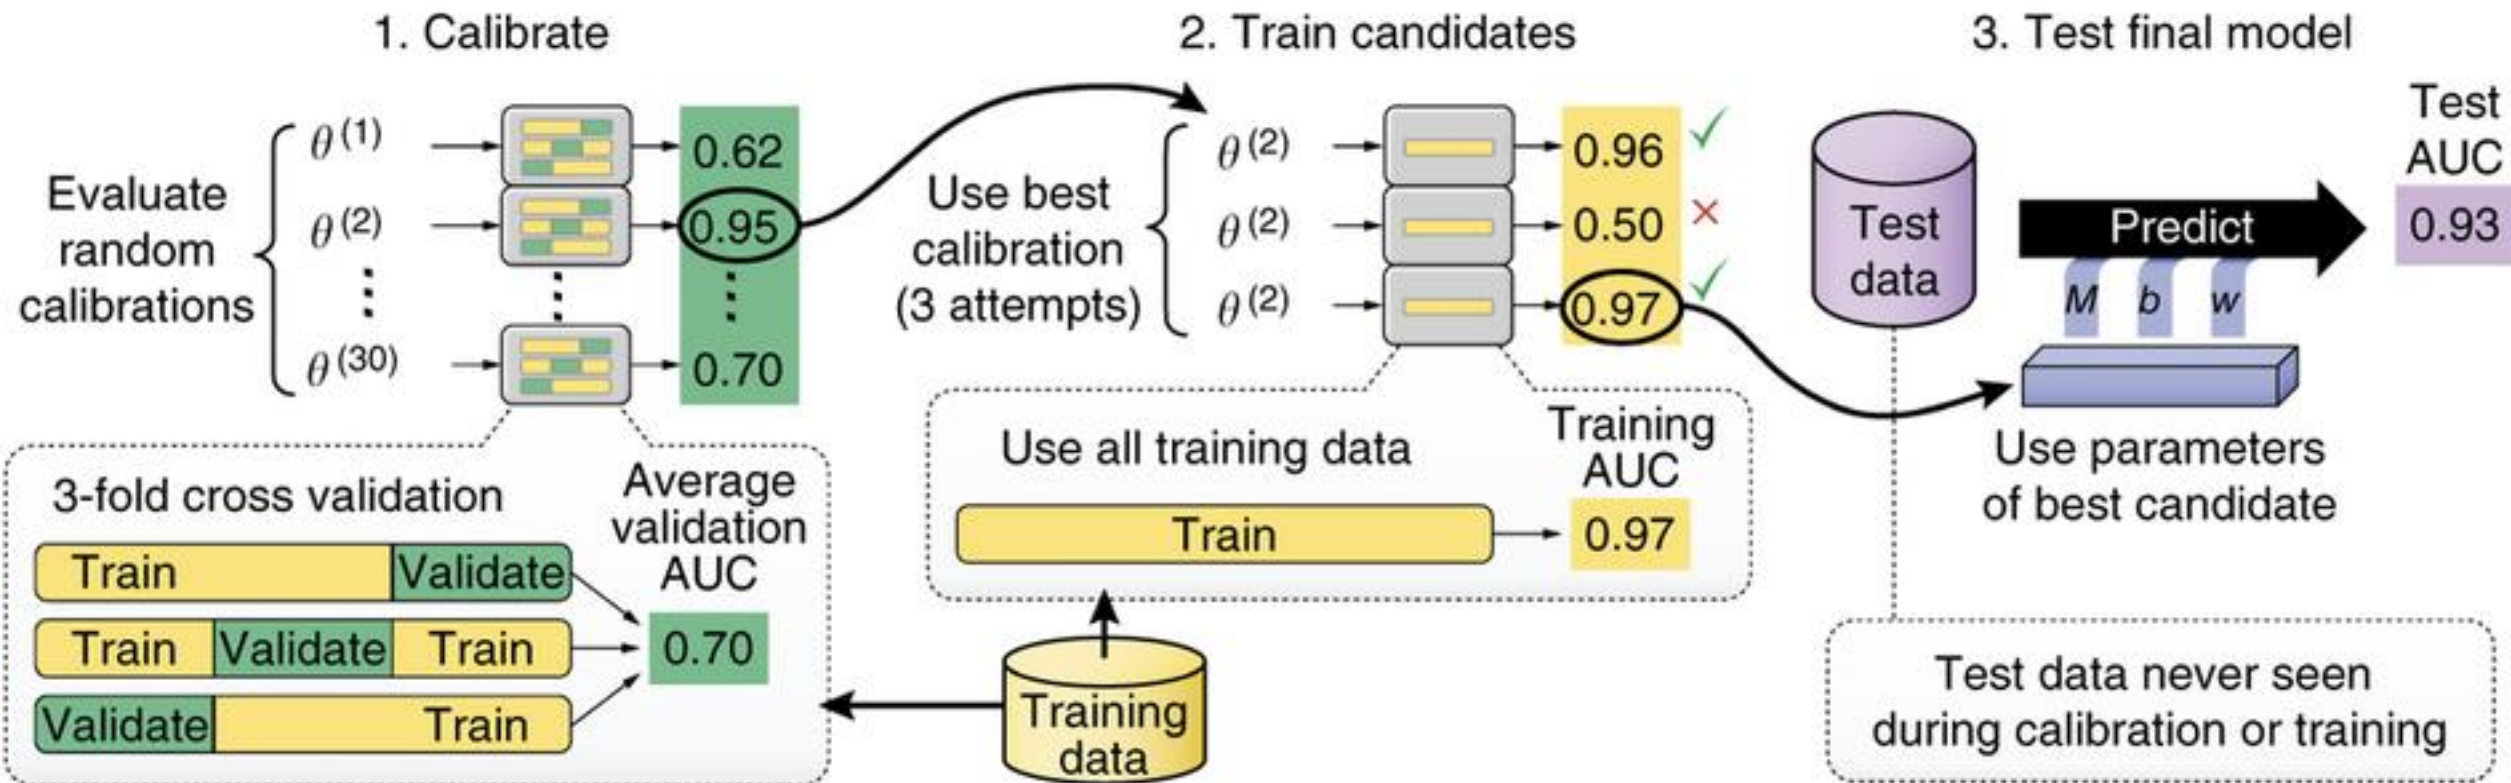 1. Calibrate
Evaluate
random
calibrations
θ(1)
0.62
θ(2)
0.95
θ(30)
0.70
3-fold cross validation
Average
validation
AUC
Train Validate
Train Validate Train
0.70
Validate Train
2. Train candidates
Use best
calibration
(3 attempts)
θ(2)
0.96 ✓
θ(2)
0.50 ×
θ(2)
0.97 ✓
Use all training data
Training
AUC
Train
0.97
Training
data
3. Test final model
Test
data
Predict
Test
AUC
0.93
M b w
Use parameters
of best candidate
Test data never seen
during calibration or training